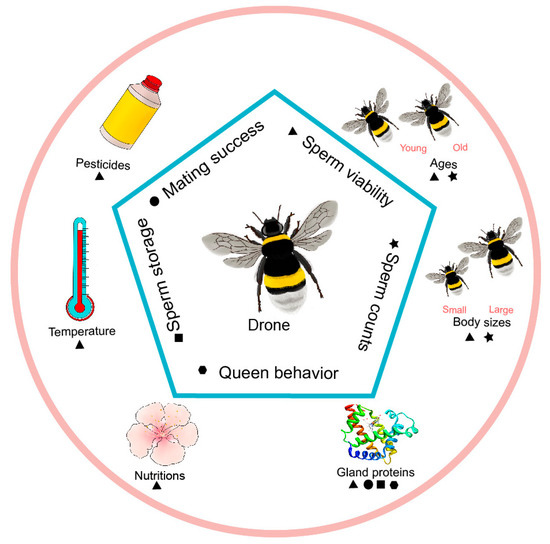 Pesticides
Young Old
Ages
Mating success
Sperm viability
Sperm storage
Sperm counts
Temperature
Drone
Small Large
Body sizes
Queen behavior
Nutritions
Gland proteins